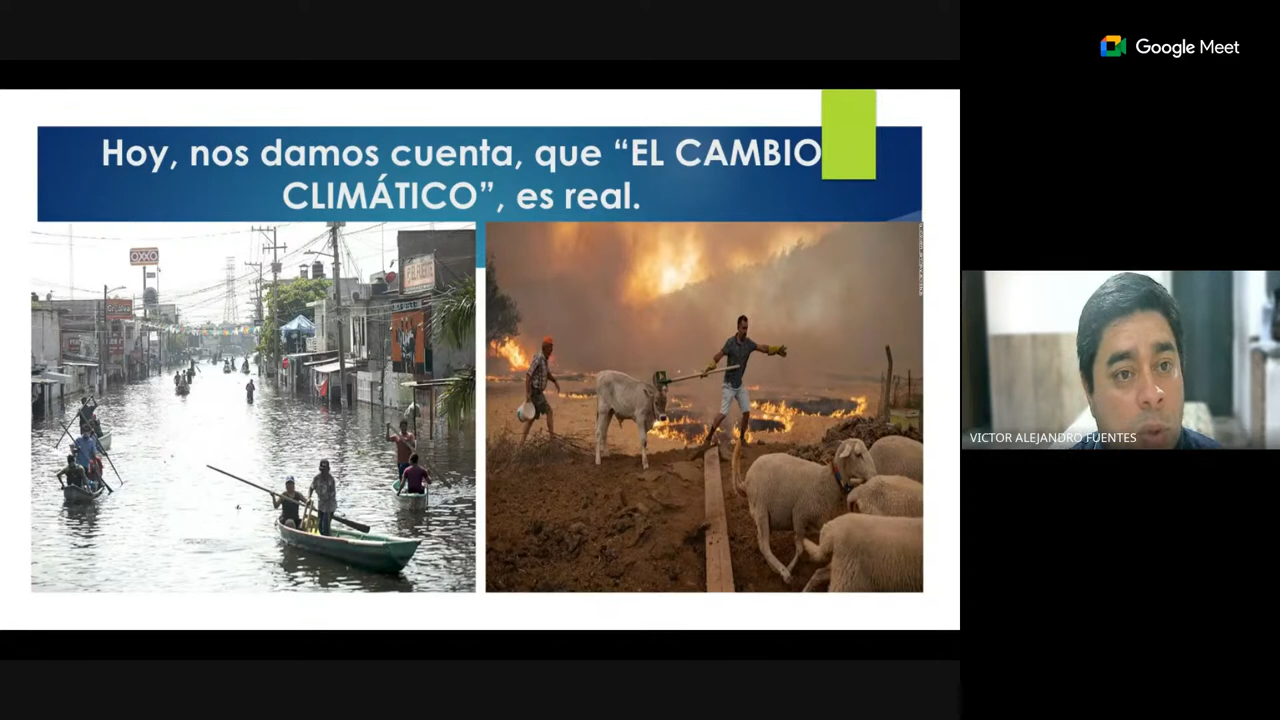 Google Meet
Hoy, nos damos cuenta, que “EL CAMBIO
CLIMÁTICO”, es real.
OXXO
VICTOR ALEJANDRO FUENTES